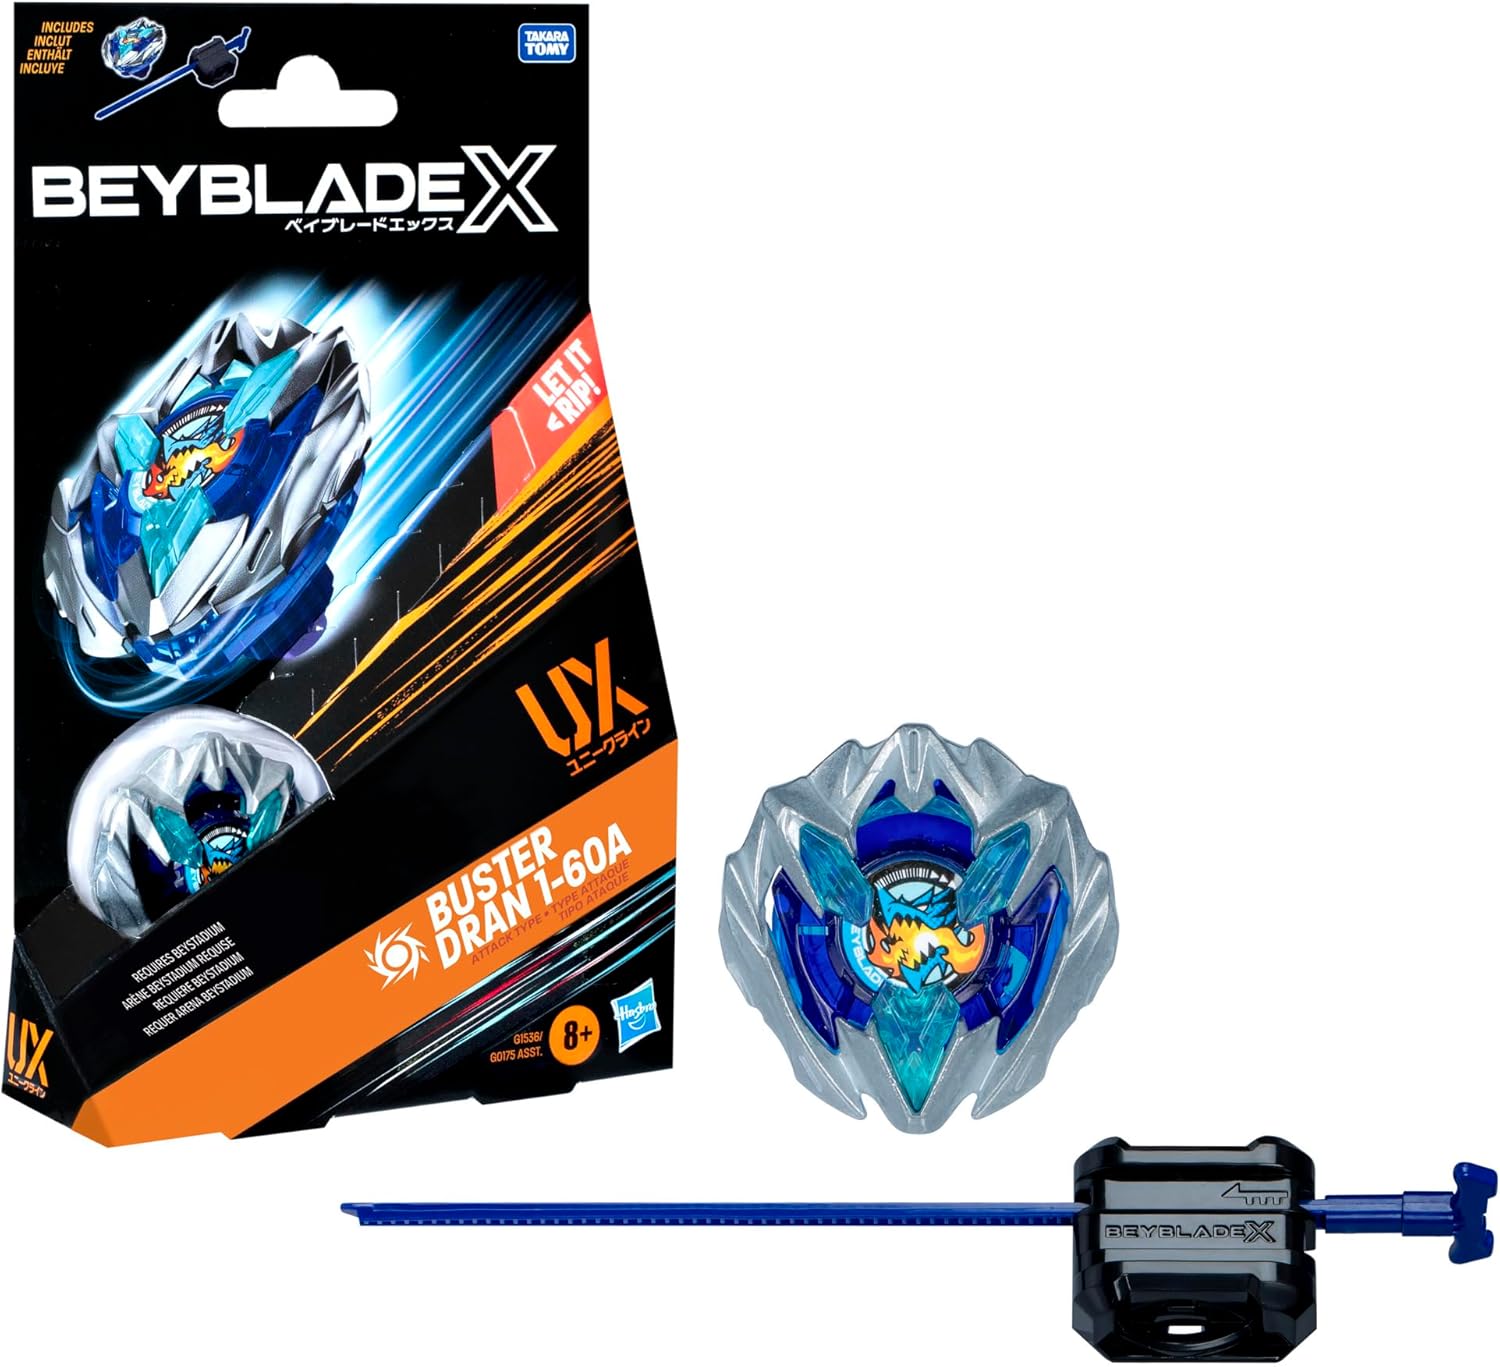 INCLUDES
INCLUT
ENTHÄLT
INCLUYE
TAKARA
TOMY
BEYBLADE X
ベイブレードエックス
LET IT
< RIP!
UX
ユニークライン
BUSTER
DRAN 1-60A
ATTACK TYPE • TYPE ATTAQUE
TIPO ATAQUE
REQUIRES BEYSTADIUM
ARÈNE BEYSTADIUM REQUISE
REQUIERE BEYSTADIUM
REQUER ARENA BEYSTADIUM
UX
ユニークライン
G1536/
G0175 ASST.
8+
Hasbro
BEYBLADE
BEYBLADE X